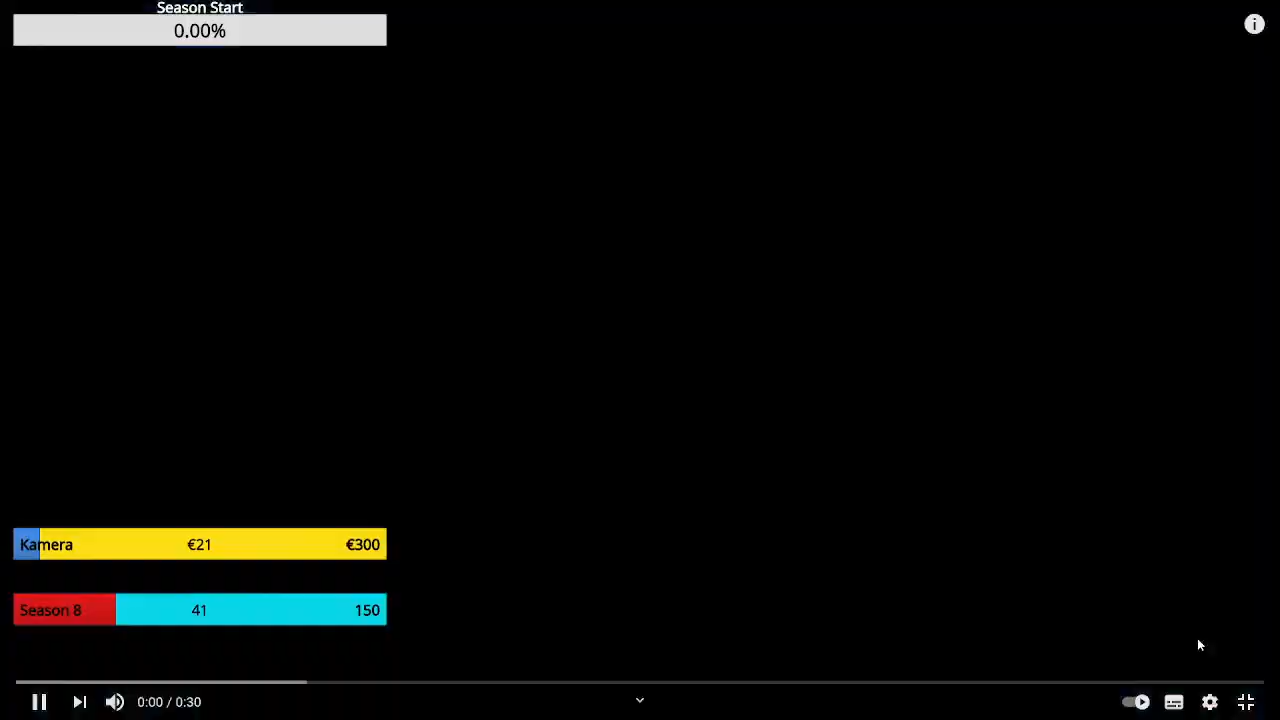 Season Start
0.00%
Kamera €21 €300
Season 8 41 150
0:00 / 0:30